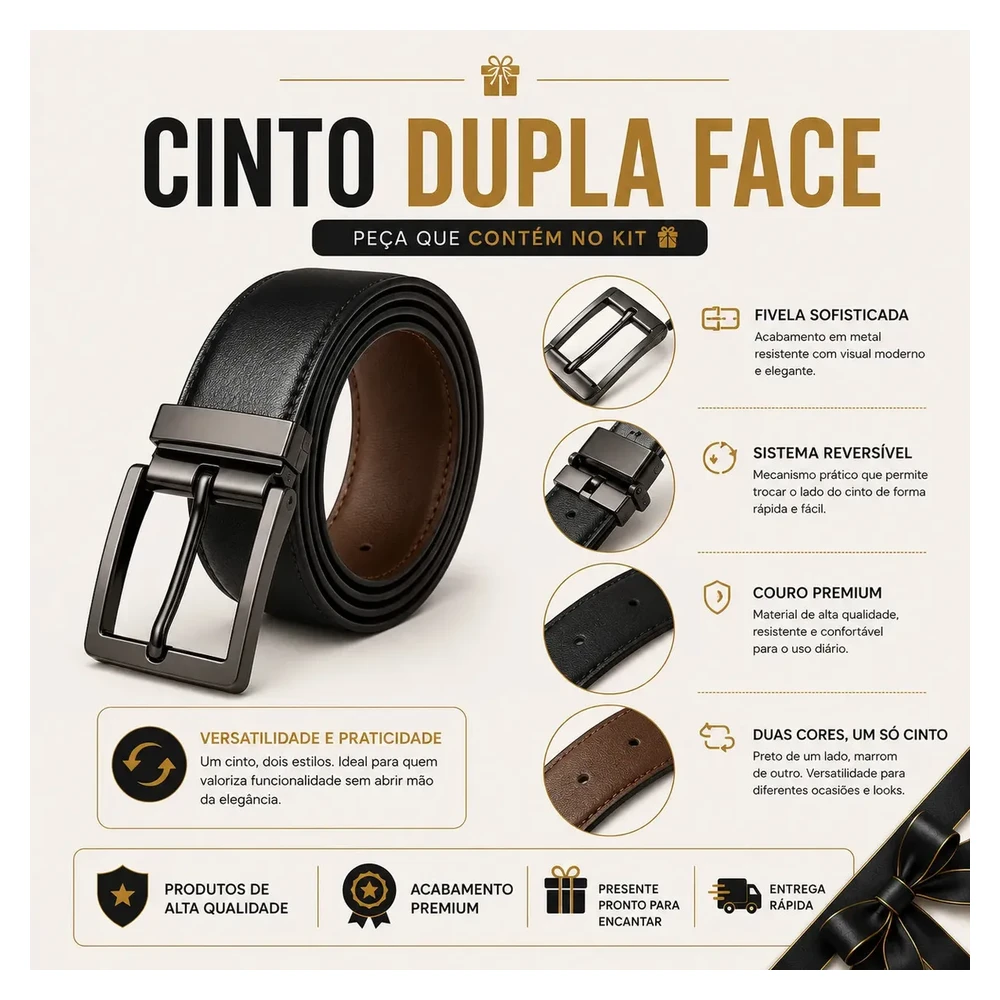 CINTO DUPLA FACE
PEÇA QUE CONTÉM NO KIT
FIVELA SOFISTICADA
Acabamento em metal
resistente com visual moderno
e elegante.
SISTEMA REVERSÍVEL
Mecanismo prático que permite
trocar o lado do cinto de forma
rápida e fácil.
COURO PREMIUM
Material de alta qualidade,
resistente e confortável
para o uso diário.
DUAS CORES, UM SÓ CINTO
Preto de um lado, marrom
de outro. Versatilidade para
diferentes ocasiões e looks.
VERSATILIDADE E PRATICIDADE
Um cinto, dois estilos. Ideal para quem
valoriza funcionalidade sem abrir mão
da elegância.
PRODUTOS DE
ALTA QUALIDADE
ACABAMENTO
PREMIUM
PRESENTE
PRONTO PARA
ENCANTAR
ENTREGA
RÁPIDA